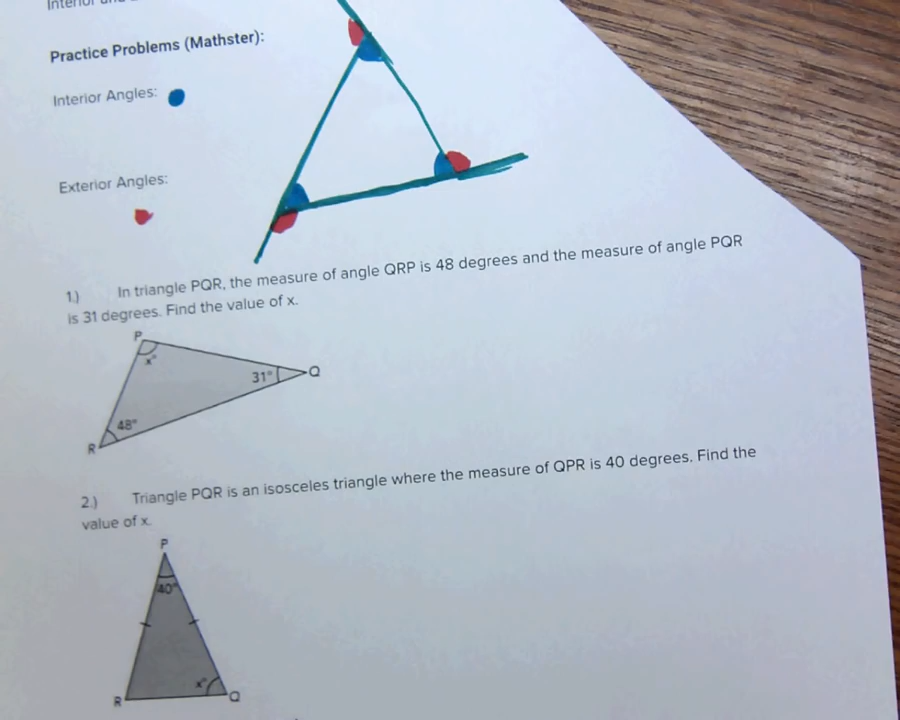 Practice Problems (Mathster):
Interior Angles:
Exterior Angles:
1.) In triangle PQR, the measure of angle QRP is 48 degrees and the measure of angle PQR
is 31 degrees. Find the value of x.
P
x°
31°
Q
48°
R
2.) Triangle PQR is an isosceles triangle where the measure of QPR is 40 degrees. Find the
value of x.
P
40°
x°
R
Q